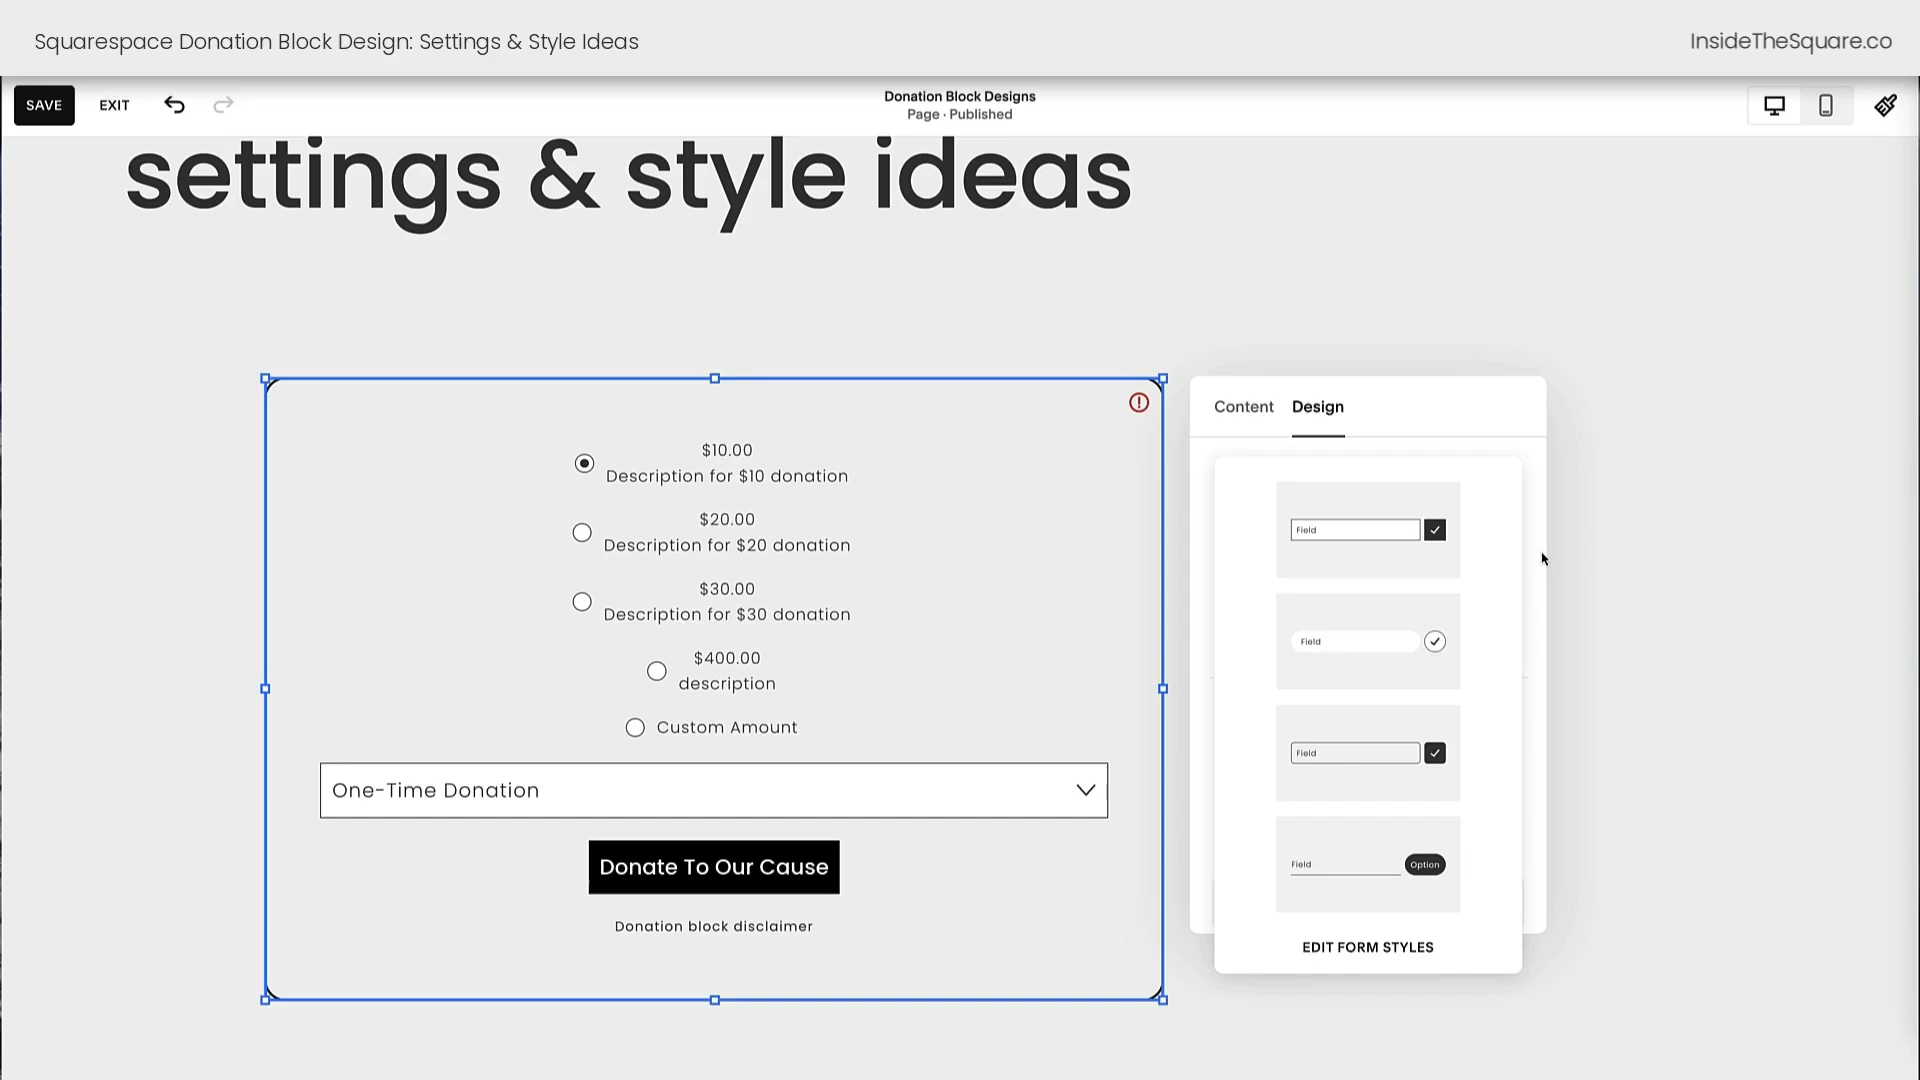 Squarespace Donation Block Design: Settings & Style Ideas
InsideTheSquare.co
SAVE
EXIT
Donation Block Designs
Page · Published
settings & style ideas
$10.00
Description for $10 donation
$20.00
Description for $20 donation
$30.00
Description for $30 donation
$400.00
description
Custom Amount
One-Time Donation
Donate To Our Cause
Donation block disclaimer
Content
Design
Field
Field
Field
Field
Option
EDIT FORM STYLES